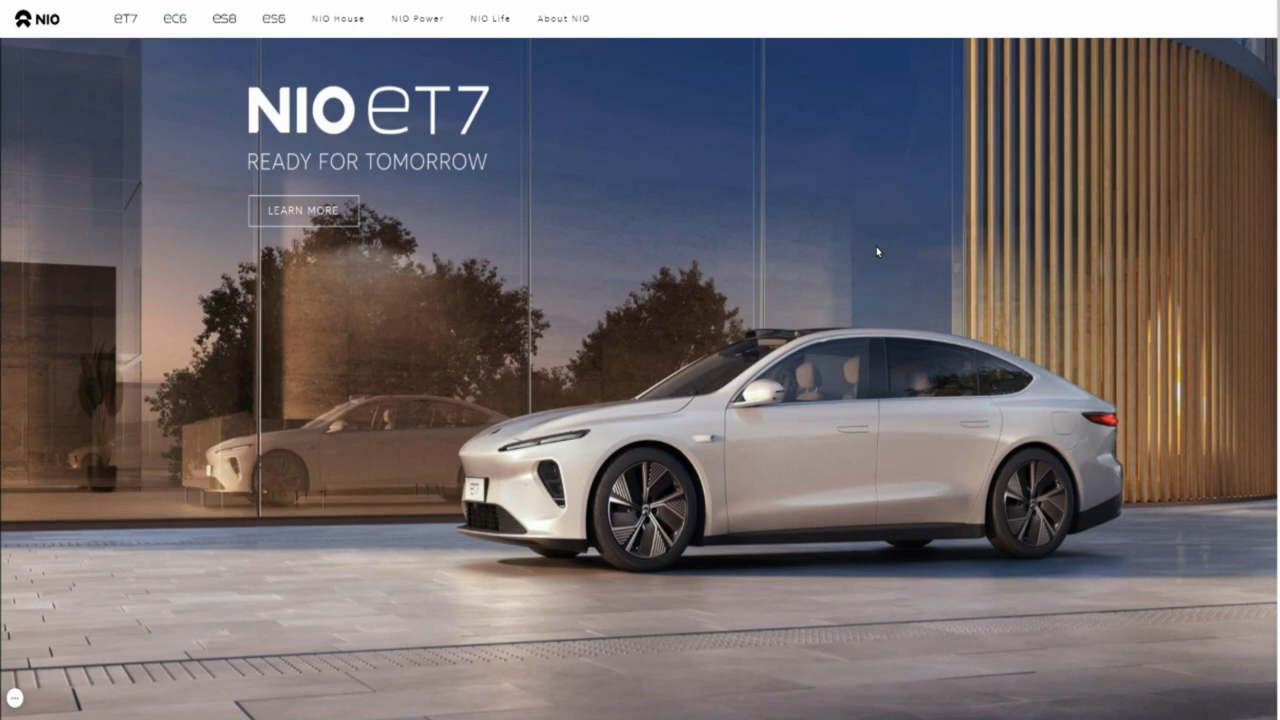 NIO eT7 eC6 eS8 eS6 NIO House NIO Power NIO Life About NIO
NIO eT7
READY FOR TOMORROW
LEARN MORE
eT7